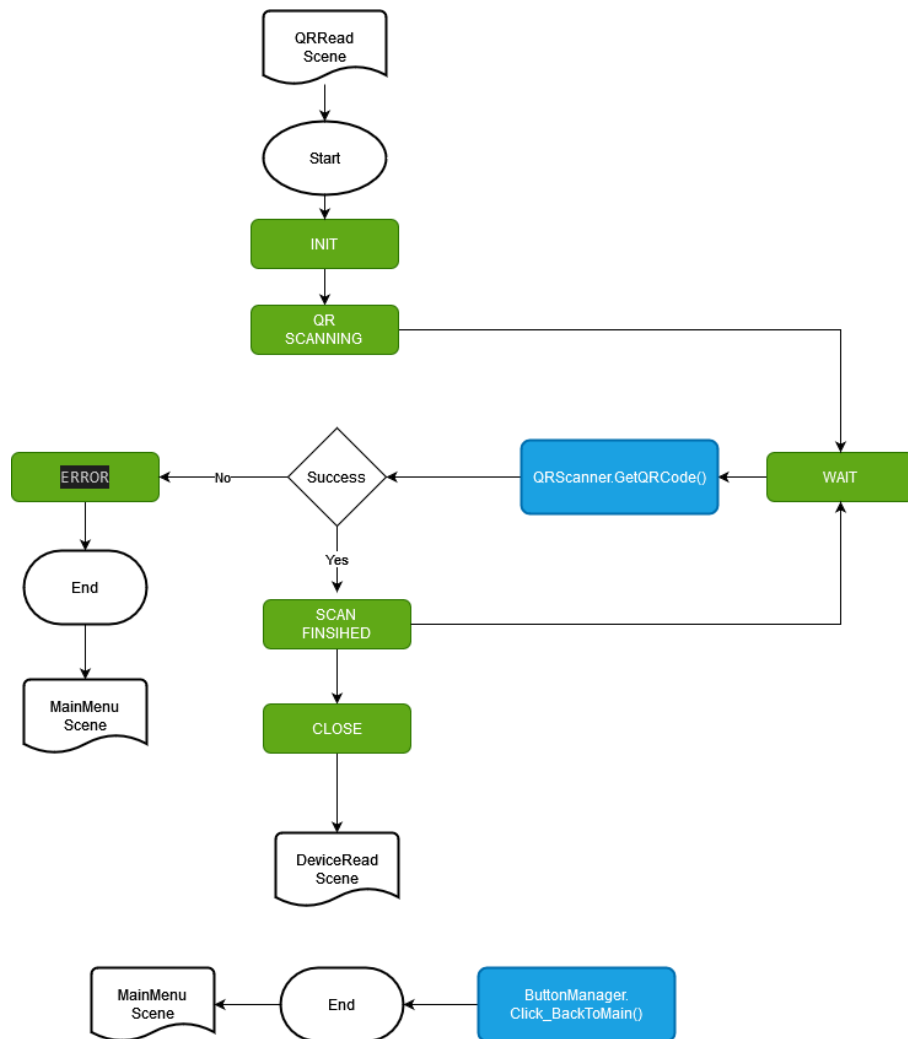 QRRead
Scene
Start
INIT
QR
SCANNING
ERROR
No
Success
QRScanner.GetQRCode()
WAIT
Yes
End
SCAN
FINSIHED
MainMenu
Scene
CLOSE
DeviceRead
Scene
MainMenu
Scene
End
ButtonManager.
Click_BackToMain()